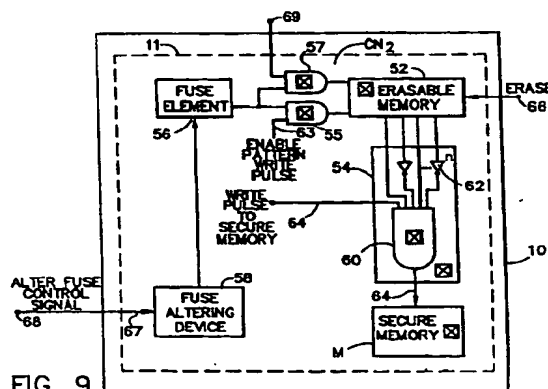 69
11
57
CN2
52
FUSE
ELEMENT
ERASABLE
MEMORY
ERASE
66
56
63
55
ENABLE
PATTERN
WRITE
PULSE
54
n
62
WRITE
PULSE
TO
SECURE
MEMORY
64
60
10
ALTER FUSE
CONTROL
SIGNAL
58
64
68
67
FUSE
ALTERING
DEVICE
SECURE
MEMORY
M
FIG. 9